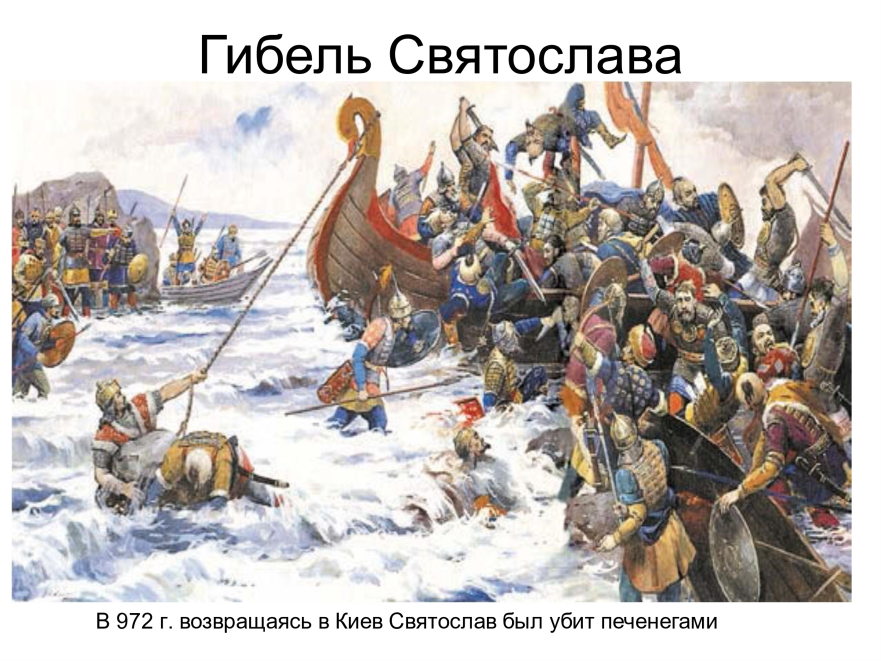 Гибель Святослава
В 972 г. возвращаясь в Киев Святослав был убит печенегами